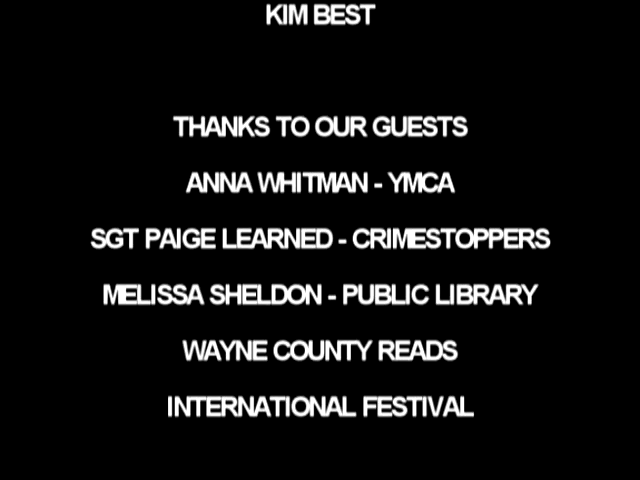 KIM BEST
THANKS TO OUR GUESTS
ANNA WHITMAN - YMCA
SGT PAIGE LEARNED - CRIMESTOPPERS
MELISSA SHELDON - PUBLIC LIBRARY
WAYNE COUNTY READS
INTERNATIONAL FESTIVAL